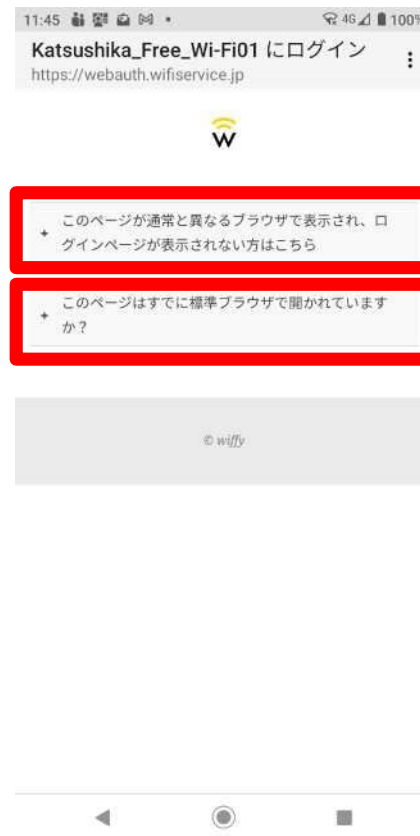 11:45 4G 100%
Katsushika_Free_Wi-Fi01 にログイン
https://webauth.wifiservice.jp
w
+ このページが通常と異なるブラウザで表示され、ロ
グインページが表示されない方はこちら
+ このページはすでに標準ブラウザで開かれています
か？
© wiffy